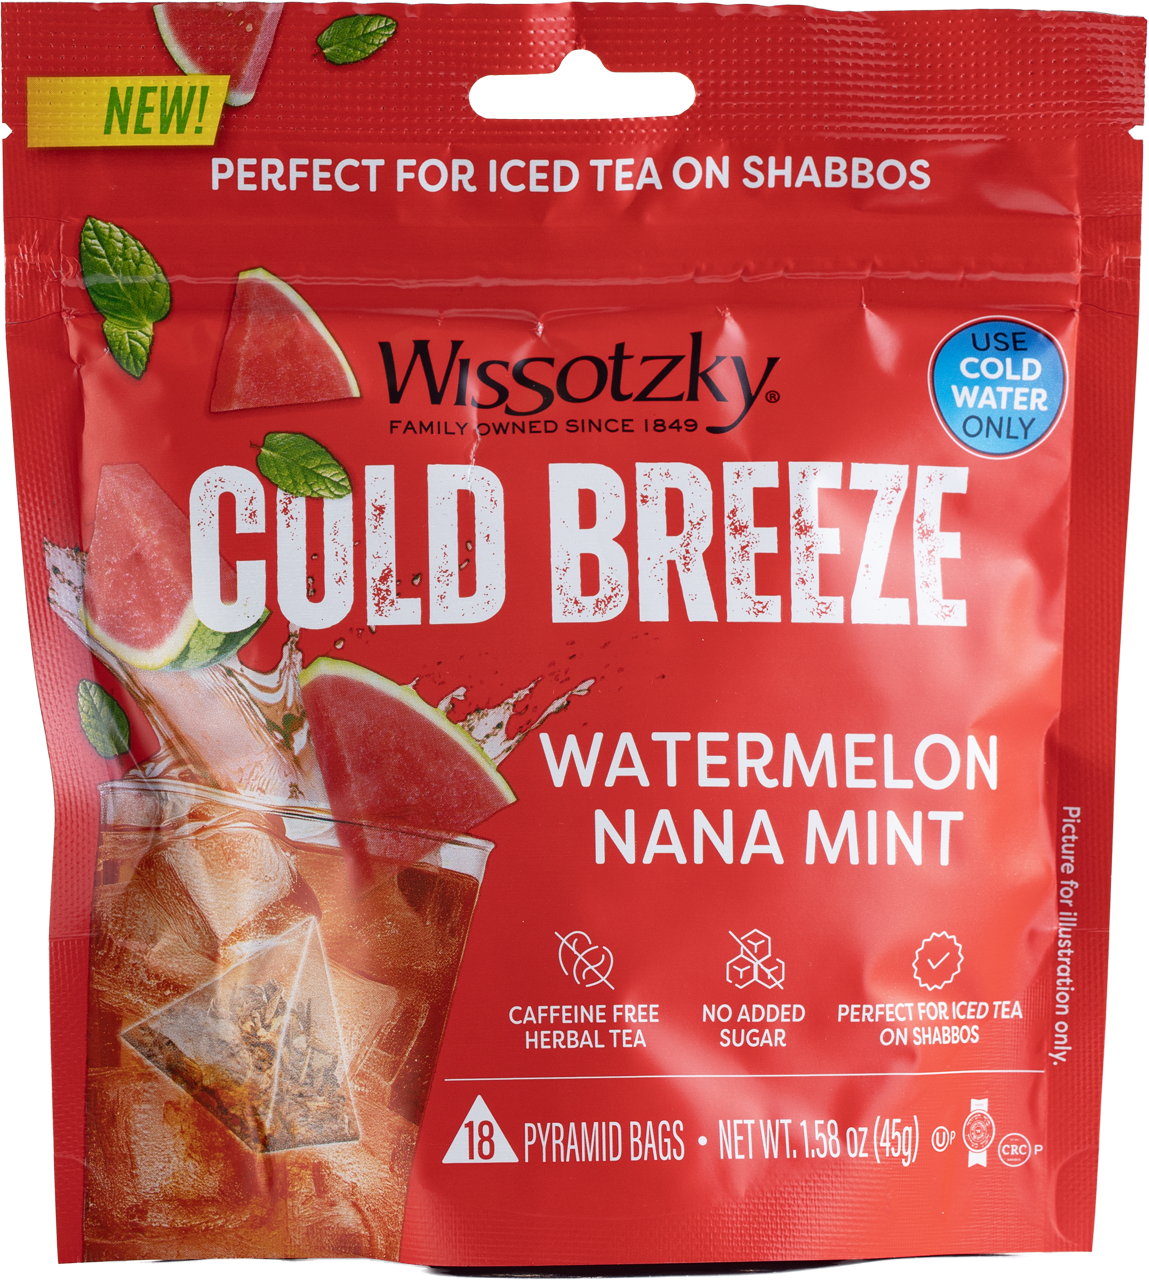 NEW!
PERFECT FOR ICED TEA ON SHABBOS
WISSOTZKY®
FAMILY OWNED SINCE 1849
USE
COLD
WATER
ONLY
COLD BREEZE
WATERMELON
NANA MINT
CAFFEINE FREE
HERBAL TEA
NO ADDED
SUGAR
PERFECT FOR ICED TEA
ON SHABBOS
Picture for illustration only.
18 PYRAMID BAGS • NET WT. 1.58 oz (45g)
U P
CRC P